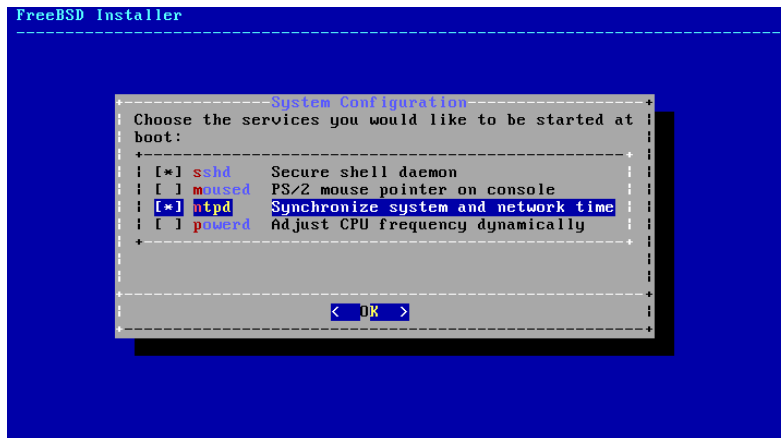 FreeBSD Installer
System Configuration
Choose the services you would like to be started at
boot:
[*] sshd Secure shell daemon
[ ] moused PS/2 mouse pointer on console
[*] ntpd Synchronize system and network time
[ ] powerd Adjust CPU frequency dynamically
< OK >